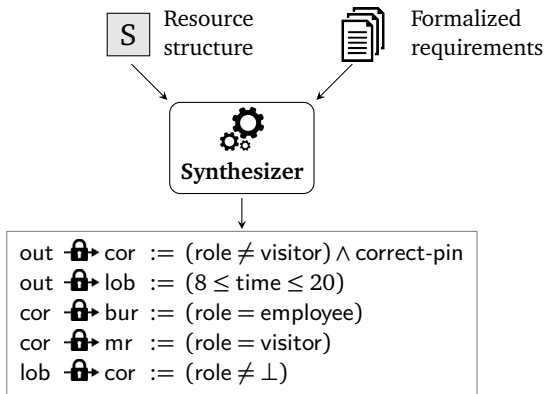 S Resource structure
Formalized requirements
Synthesizer
out cor := (role ≠ visitor) ∧ correct-pin
out lob := (8 ≤ time ≤ 20)
cor bur := (role = employee)
cor mr := (role = visitor)
lob cor := (role ≠ ⊥)